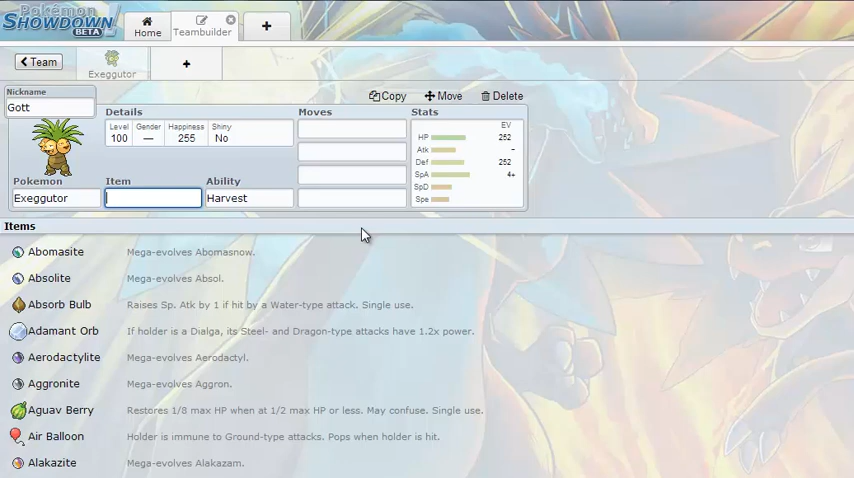 Pokémon
SHOWDOWN!
BETA
Home
Teambuilder
+
< Team
Exeggutor
+
Copy
Move
Delete
Nickname
Gott
Details
Level
Gender
Happiness
Shiny
100
—
255
No
Moves
Stats
EV
HP
252
Atk
-
Def
252
SpA
4+
SpD
Spe
Pokemon
Item
Ability
Exeggutor
Harvest
Items
Abomasite Mega-evolves Abomasnow.
Absolite Mega-evolves Absol.
Absorb Bulb Raises Sp. Atk by 1 if hit by a Water-type attack. Single use.
Adamant Orb If holder is a Dialga, its Steel- and Dragon-type attacks have 1.2x power.
Aerodactylite Mega-evolves Aerodactyl.
Aggronite Mega-evolves Aggron.
Aguav Berry Restores 1/8 max HP when at 1/2 max HP or less. May confuse. Single use.
Air Balloon Holder is immune to Ground-type attacks. Pops when holder is hit.
Alakazite Mega-evolves Alakazam.